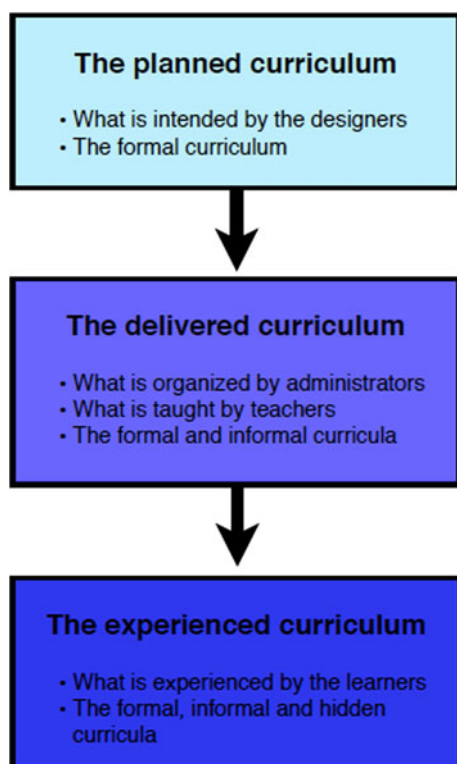 The planned curriculum
• What is intended by the designers
• The formal curriculum
The delivered curriculum
• What is organized by administrators
• What is taught by teachers
• The formal and informal curricula
The experienced curriculum
• What is experienced by the learners
• The formal, informal and hidden
curricula